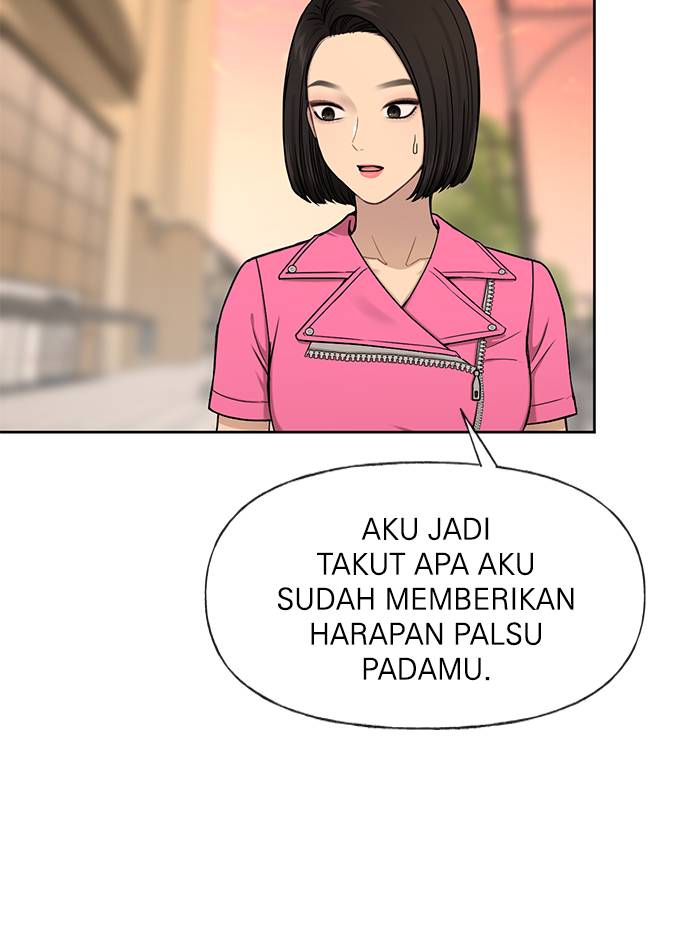 AKU JADI
TAKUT APA AKU
SUDAH MEMBERIKAN
HARAPAN PALSU
PADAMU.